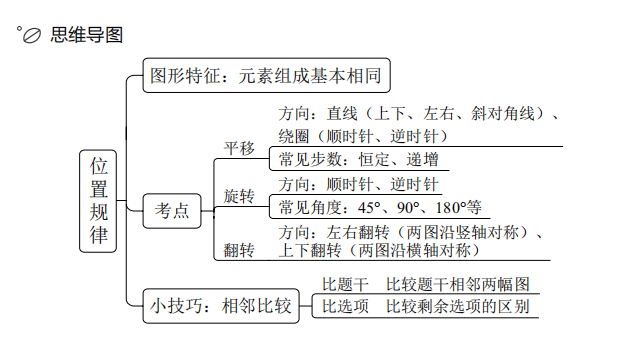 思维导图
位置规律
图形特征：元素组成基本相同
考点
平移
方向：直线（上下、左右、斜对角线）、
绕圈（顺时针、逆时针）
常见步数：恒定、递增
旋转
方向：顺时针、逆时针
常见角度：45°、90°、180°等
翻转
方向：左右翻转（两图沿竖轴对称）、
上下翻转（两图沿横轴对称）
小技巧：相邻比较
比题干 比较题干相邻两幅图
比选项 比较剩余选项的区别